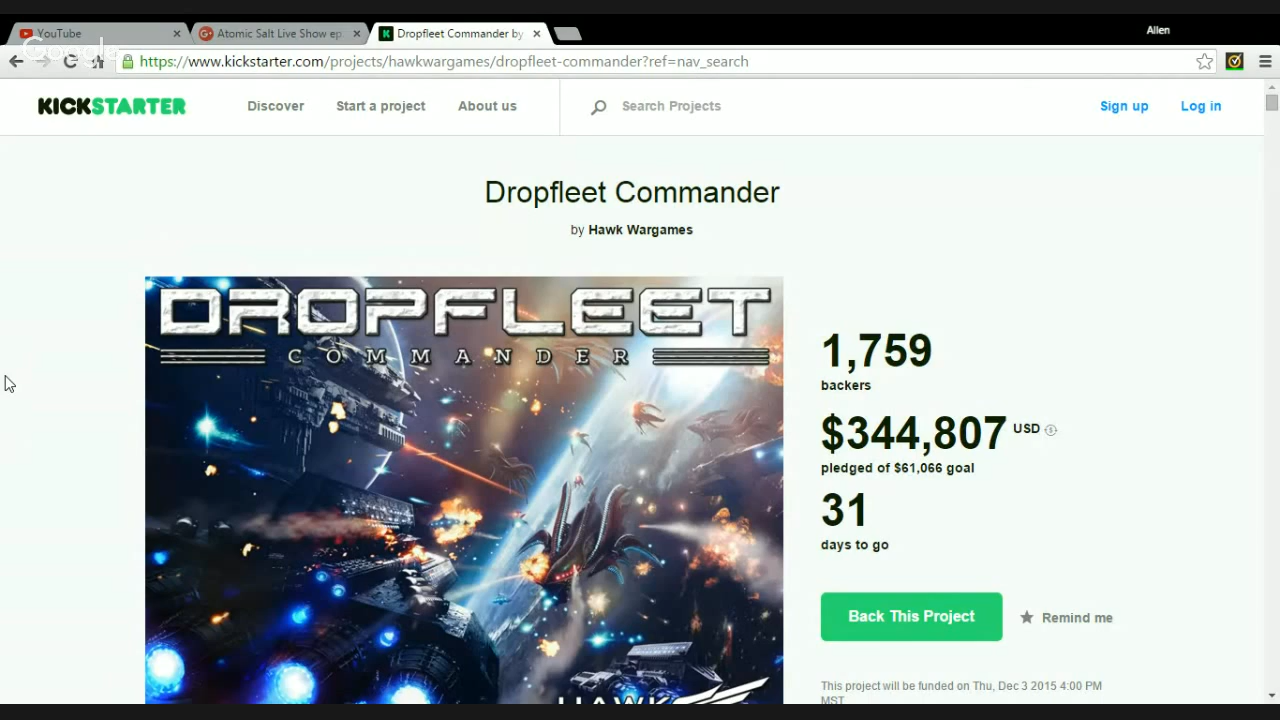 Allen
YouTube
Atomic Salt Live Show ep
Dropfleet Commander by
Google
https://www.kickstarter.com/projects/hawkwargames/dropfleet-commander?ref=nav_search
KICKSTARTER
Discover
Start a project
About us
Search Projects
Sign up
Log in
Dropfleet Commander
by Hawk Wargames
DROPFLEET
COMMANDER
HAWK
1,759
backers
$344,807 USD
pledged of $61,066 goal
31
days to go
Back This Project
Remind me
This project will be funded on Thu, Dec 3 2015 4:00 PM
MST